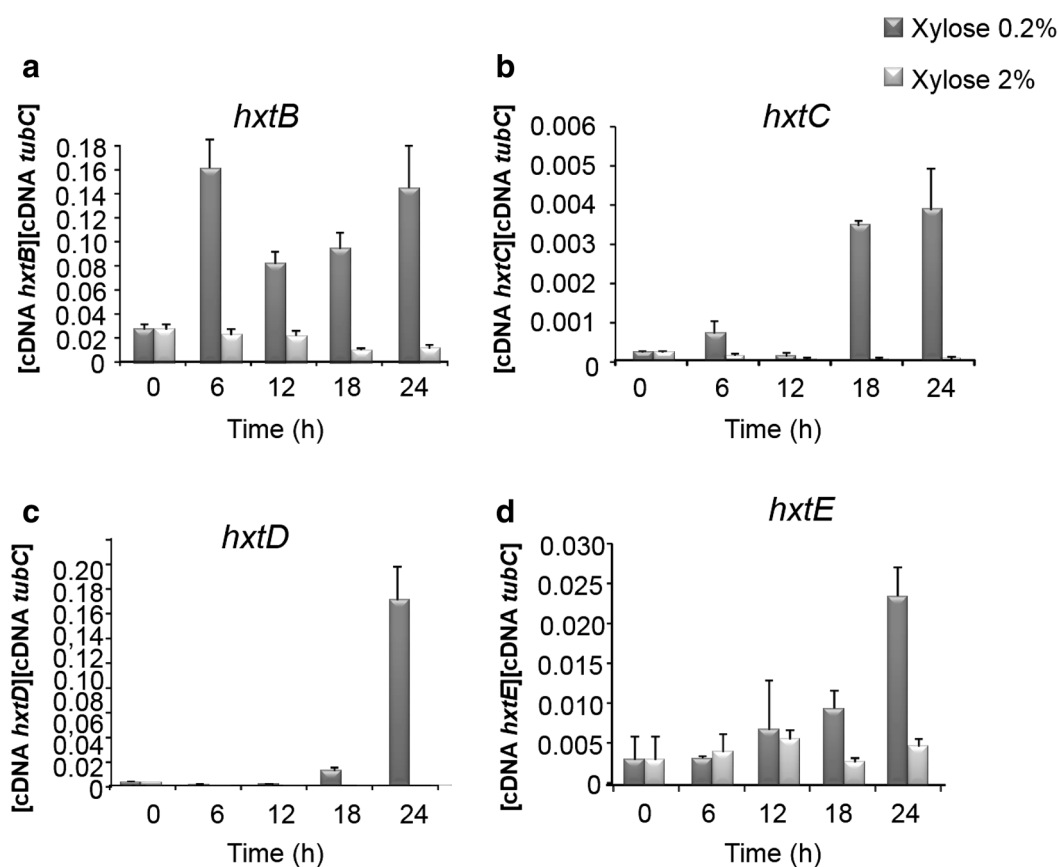 Xylose 0.2%
Xylose 2%
a
hxtB
[cDNA hxtB][cDNA tubC]
0.18
0.16
0.14
0.12
0.10
0.08
0.06
0.04
0.02
0
0 6 12 18 24
Time (h)
b
hxtC
[cDNA hxtC][cDNA tubC]
0.006
0.005
0.004
0.003
0.002
0.001
0
0 6 12 18 24
Time (h)
c
hxtD
[cDNA hxtD][cDNA tubC]
0.20
0.18
0.16
0,14
0,12
0,10
0,08
0,06
0.04
0.02
0
0 6 12 18 24
Time (h)
d
hxtE
[cDNA hxtE][cDNA tubC]
0.030
0.025
0.020
0.015
0.010
0.005
0
0 6 12 18 24
Time (h)